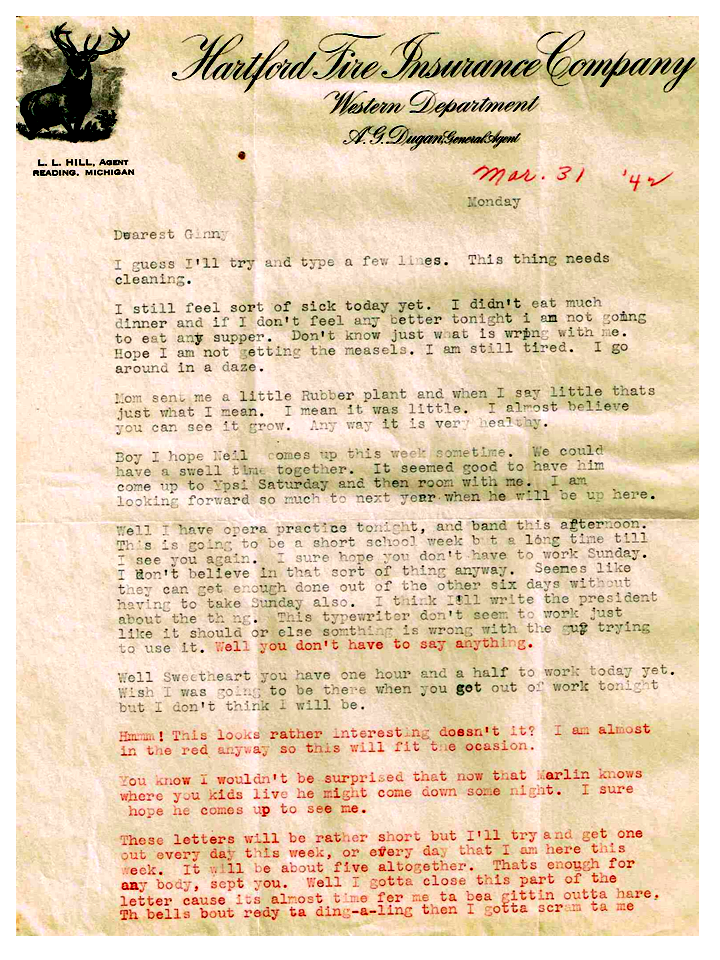 Hartford Fire Insurance Company
Western Department
A. G. Dugan, General Agent
L. L. HILL, AGENT
READING, MICHIGAN
Mar. 31 '42
Monday
Dearest Ginny
I guess I'll try and type a few lines.  This thing needs
cleaning.
I still feel sort of sick today yet.  I didn't eat much
dinner and if I don't feel any better tonight i am not going
to eat any supper.  Don't know just what is wrong with me.
Hope I am not getting the measels. I am still tired.  I go
around in a daze.
Mom sent me a little Rubber plant and when I say little thats
just what I mean.  I mean it was little.  I almost believe
you can see it grow.  Any way it is very healthy.
Boy I hope Neil  comes up this week sometime.  We could
have a swell time together.  It seemed good to have him
come up to Ypsi Saturday and then room with me.  I am
looking forward so much to next year when he will be up here.
Well I have opera practice tonight, and band this afternoon.
This is going to be a short school week but a long time till
I see you again.  I sure hope you don't have to work Sunday.
I don't believe in that sort of thing anyway.  Seemes like
they can get enough done out of the other six days without
having to take Sunday also.  I think I'll write the president
about the th ng.  This typewriter don't seem to work just
like it should or else somthing is wrong with the guy trying
to use it. Well you don't have to say anything.
Well Sweetheart you have one hour and a half to work today yet.
Wish I was going to be there when you get out of work tonight
but I don't think I will be.
Hmmm! This looks rather interesting doesn't it?  I am almost
in the red anyway so this will fit the ocasion.
You know I wouldn't be surprised that now that Marlin knows
where you kids live he might come down some night.  I sure
hope he comes up to see me.
These letters will be rather short but I'll try and get one
out every day this week, or every day that I am here this
week.  It will be about five altogether.  Thats enough for
any body, sept you.  Well I gotta close this part of the
letter cause its almost time fer me ta bea gittin outta hare.
Th bells bout redy ta ding-a-ling then I gotta scram ta me